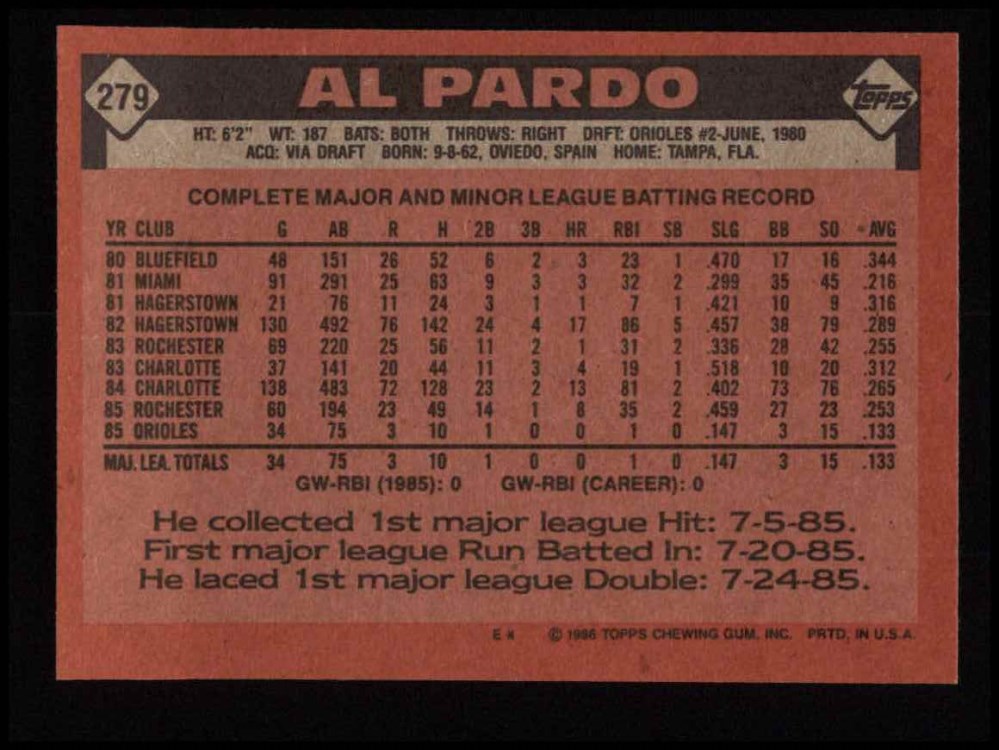 279 AL PARDO topps
HT: 6'2" WT: 187 BATS: BOTH THROWS: RIGHT DRFT: ORIOLES #2-JUNE, 1980
ACQ: VIA DRAFT BORN: 9-8-62, OVIEDO, SPAIN HOME: TAMPA, FLA.
COMPLETE MAJOR AND MINOR LEAGUE BATTING RECORD
YR CLUB G AB R H 2B 3B HR RBI SB SLG BB SO AVG
80 BLUEFIELD 48 151 26 52 6 2 3 23 1 .470 17 16 .344
81 MIAMI 91 291 25 63 9 3 3 32 2 .299 35 45 .216
81 HAGERSTOWN 21 76 11 24 3 1 1 7 1 .421 10 9 .316
82 HAGERSTOWN 130 492 76 142 24 4 17 86 5 .457 38 79 .289
83 ROCHESTER 69 220 25 56 11 2 1 31 2 .336 28 42 .255
83 CHARLOTTE 37 141 20 44 11 3 4 19 1 .518 10 20 .312
84 CHARLOTTE 138 483 72 128 23 2 13 81 2 .402 73 76 .265
85 ROCHESTER 60 194 23 49 14 1 8 35 2 .459 27 23 .253
85 ORIOLES 34 75 3 10 1 0 0 1 0 .147 3 15 .133
MAJ. LEA. TOTALS 34 75 3 10 1 0 0 1 0 .147 3 15 .133
GW-RBI (1985): 0 GW-RBI (CAREER): 0
He collected 1st major league Hit: 7-5-85.
First major league Run Batted In: 7-20-85.
He laced 1st major league Double: 7-24-85.
E * © 1986 TOPPS CHEWING GUM, INC. PRTD. IN U.S.A.